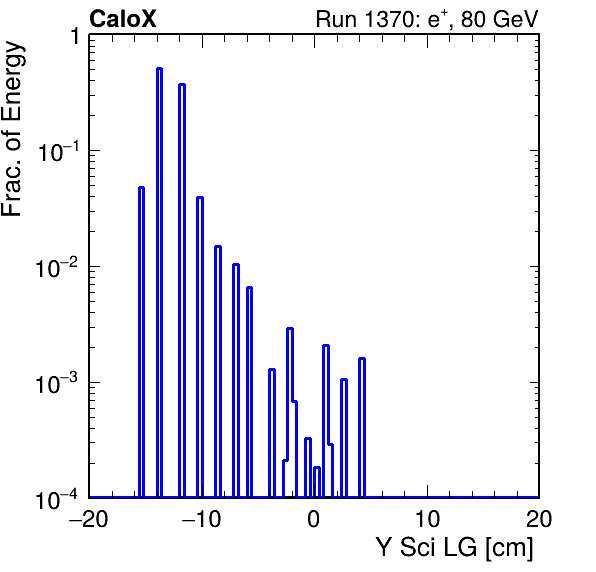 CaloX Run 1370: e⁺, 80 GeV
Frac. of Energy
1
10⁻¹
10⁻²
10⁻³
10⁻⁴
−20 −10 0 10 20
Y Sci LG [cm]